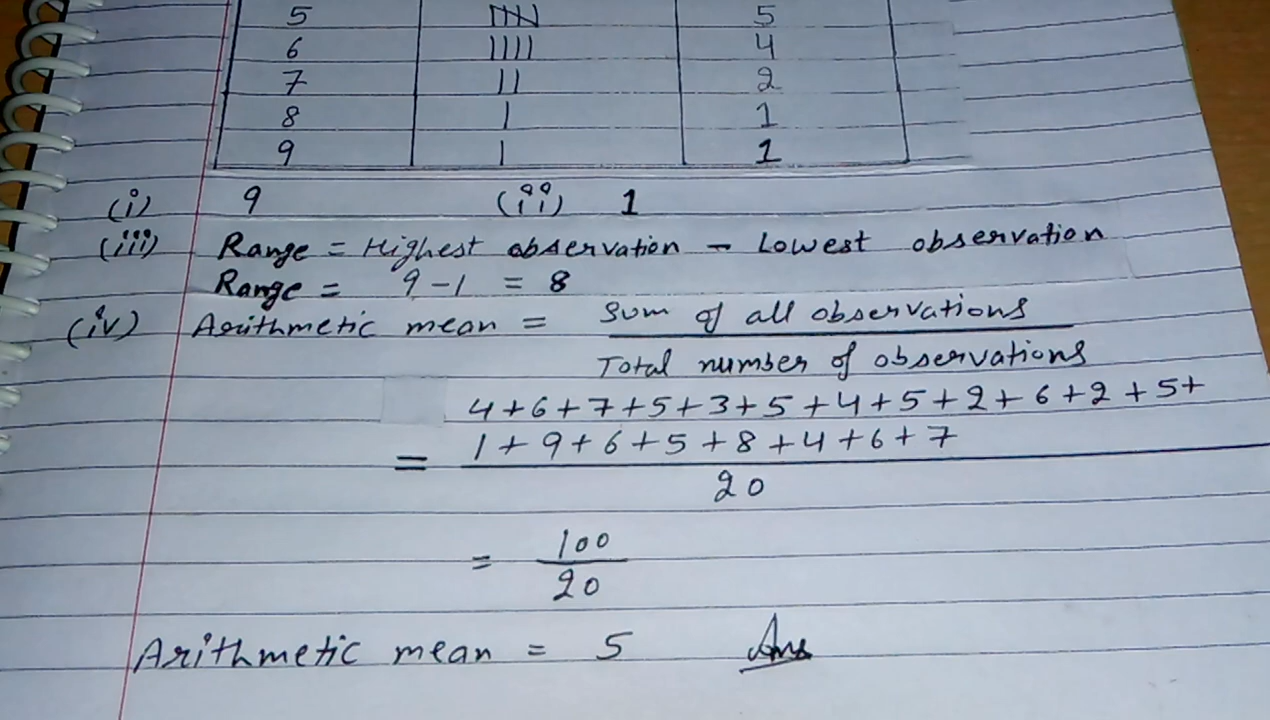 5 𝍸 5
6 |||| 4
7 || 2
8 | 1
9 | 1
(i) 9 (ii) 1
(iii) Range = Highest observation - Lowest observation
Range = 9-1 = 8
(iv) Arithmetic mean = Sum of all observations
Total number of observations
4+6+7+5+3+5+4+5+2+6+2+5+
= 1+9+6+5+8+4+6+7
20
= 100
20
Arithmetic mean = 5 Ans